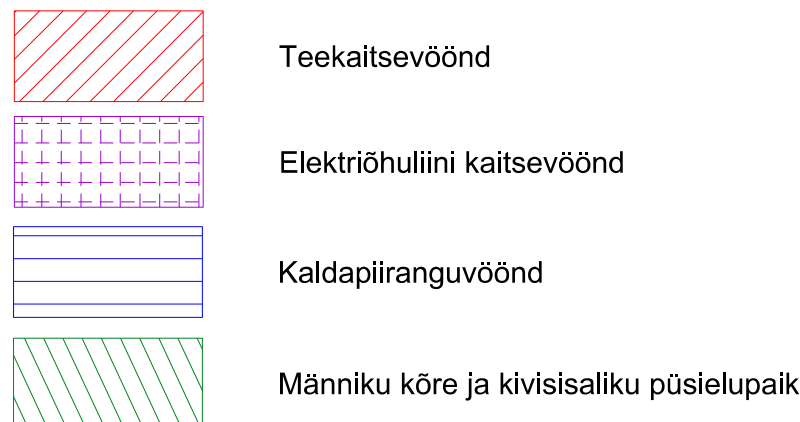 Teekaitsevöönd
Elektriõhuliini kaitsevöönd
Kaldapiiranguvöönd
Männiku kõre ja kivisisaliku püsielupaik